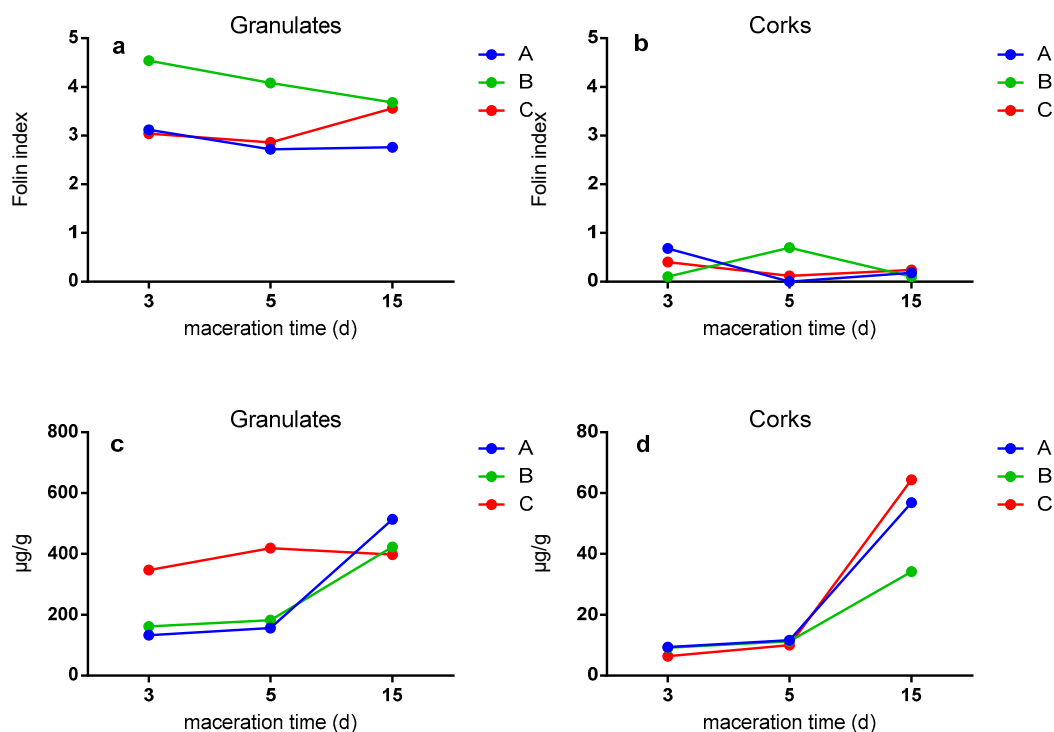 Granulates
a
5
4
3
2
1
0
Folin index
3 5 15
maceration time (d)
A
B
C
Corks
b
5
4
3
2
1
0
Folin index
3 5 15
maceration time (d)
A
B
C
Granulates
c
800
600
400
200
0
µg/g
3 5 15
maceration time (d)
A
B
C
Corks
d
80
60
40
20
0
µg/g
3 5 15
maceration time (d)
A
B
C